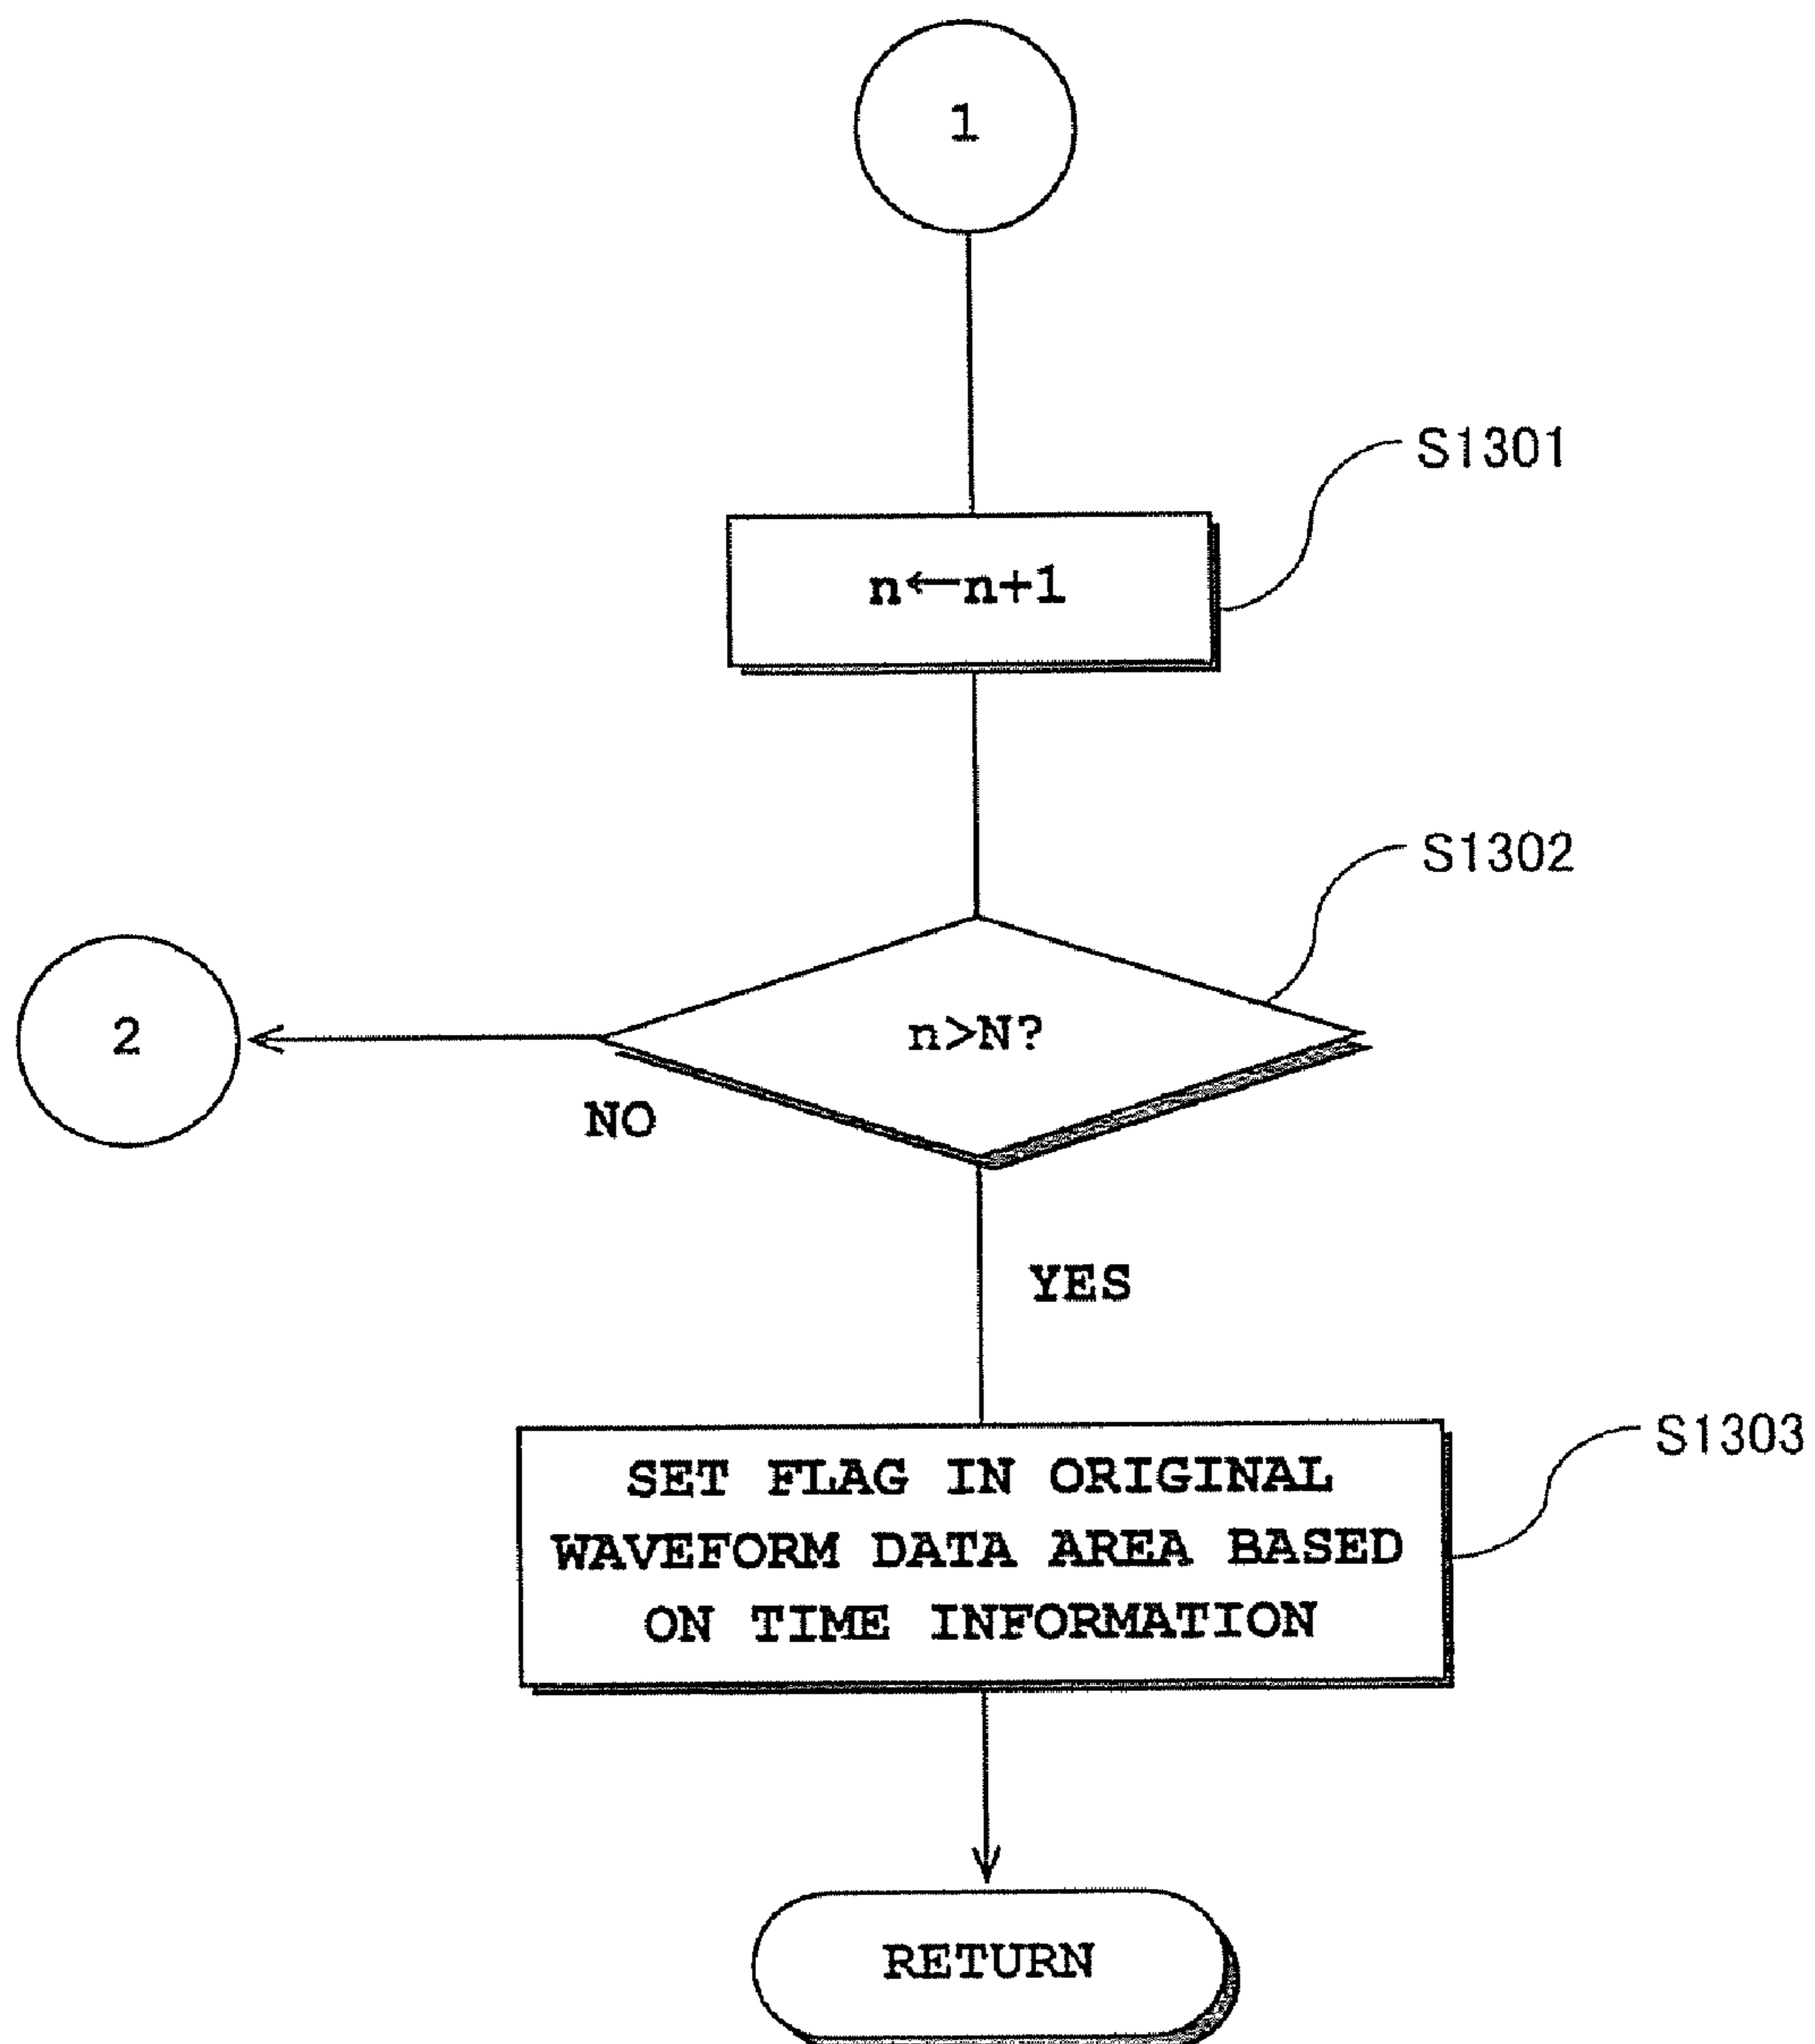 1
S1301
n←n+1
S1302
n>N?
2
NO
YES
S1303
SET FLAG IN ORIGINAL
WAVEFORM DATA AREA BASED
ON TIME INFORMATION
RETURN